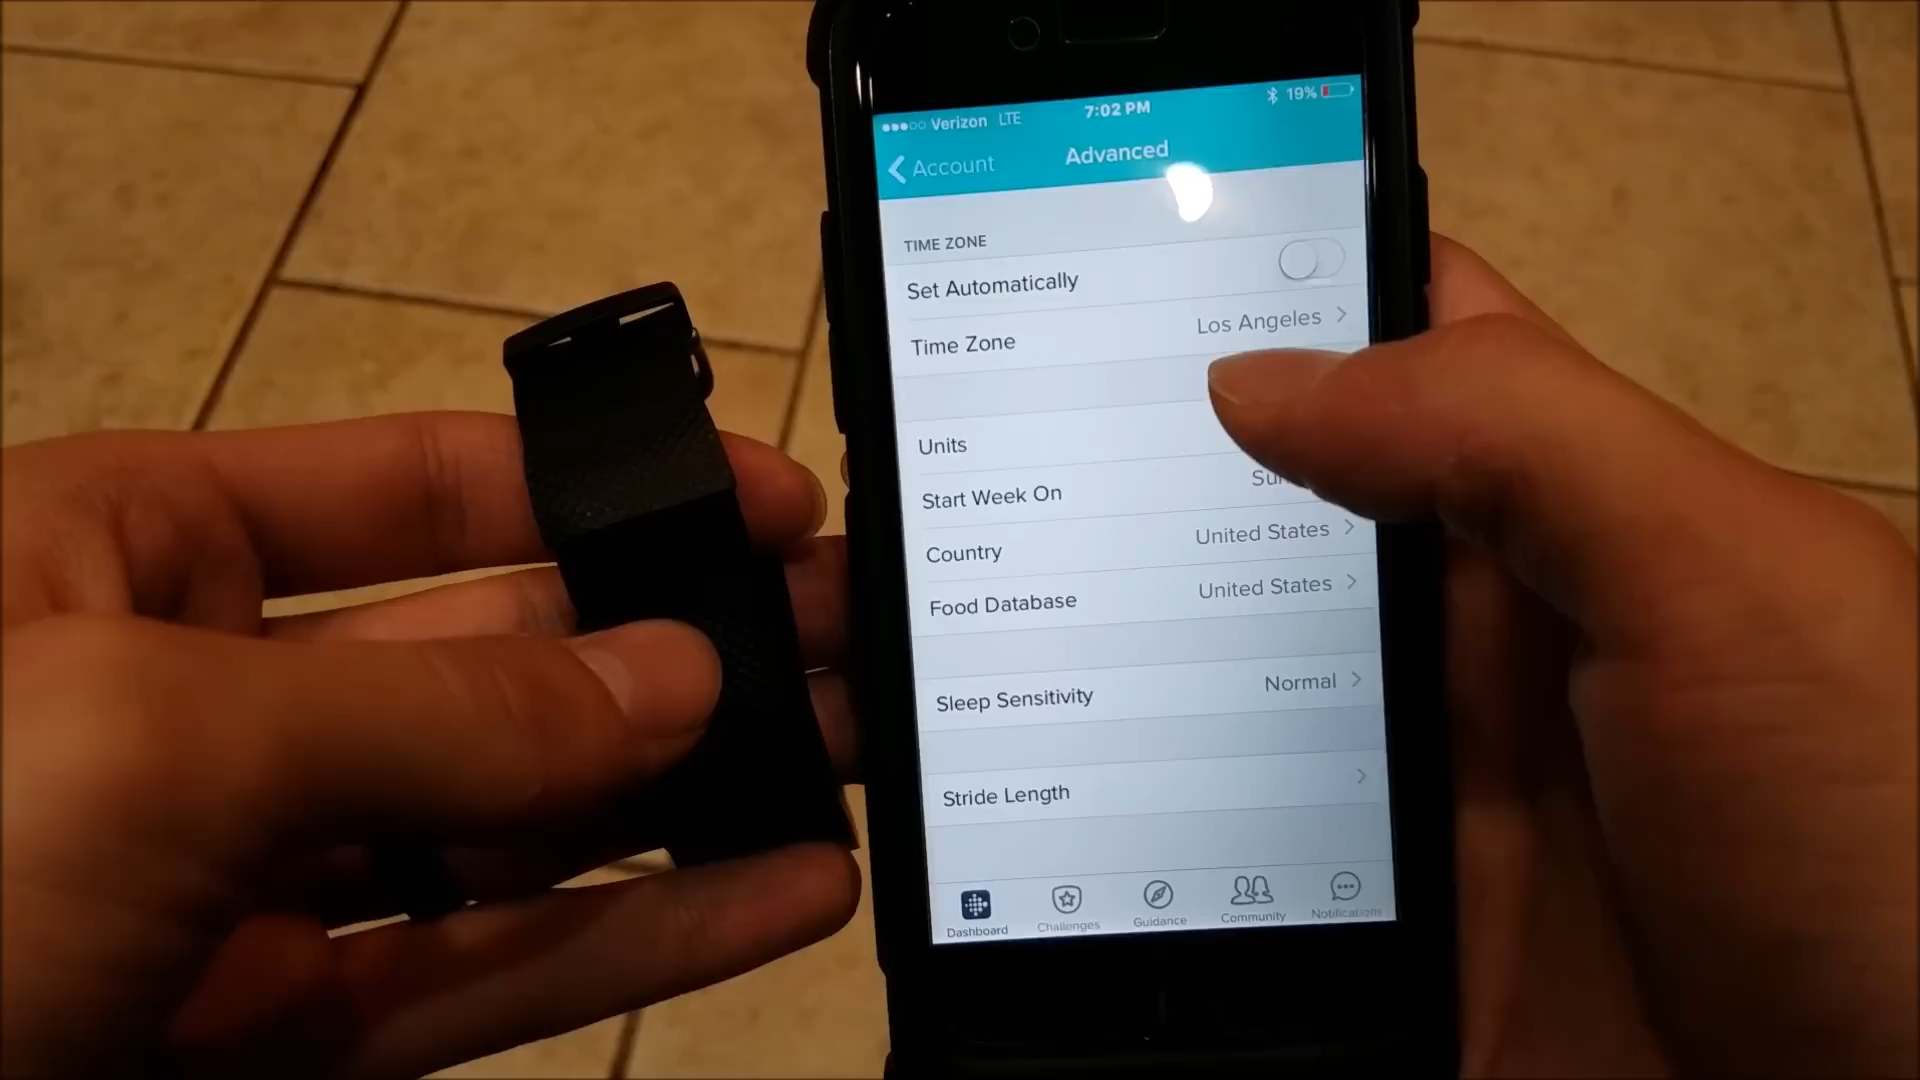 Verizon LTE 7:02 PM 19%
Account Advanced
TIME ZONE
Set Automatically
Time Zone Los Angeles
Units
Start Week On
Country United States
Food Database United States
Sleep Sensitivity Normal
Stride Length
Dashboard Challenges Guidance Community Notifications